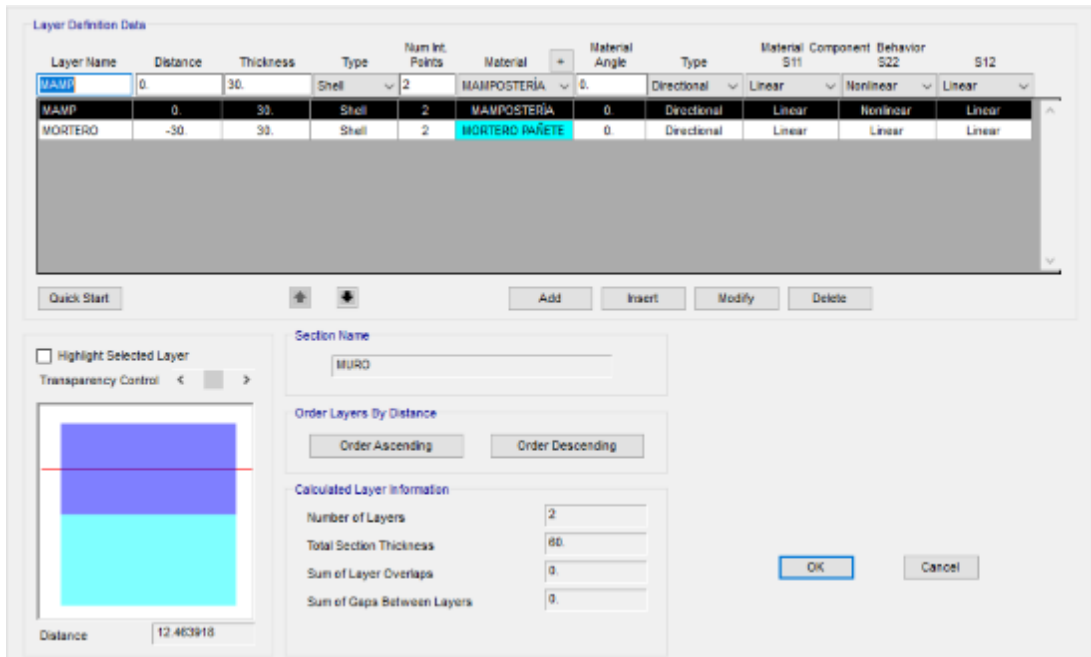 Layer Definition Data
Num Int. Material Material Component Behavior
Layer Name Distance Thickness Type Points Material + Angle Type S11 S22 S12
MAMP 0. 30. Shell 2 MAMPOSTERÍA 0. Directional Linear Nonlinear Linear
MAMP 0. 30. Shell 2 MAMPOSTERÍA 0. Directional Linear Nonlinear Linear
MORTERO -30. 30. Shell 2 MORTERO PAÑETE 0. Directional Linear Linear Linear
Quick Start Add Insert Modify Delete
Highlight Selected Layer
Transparency Control < >
Distance 12.463918
Section Name
MURO
Order Layers By Distance
Order Ascending Order Descending
Calculated Layer Information
Number of Layers 2
Total Section Thickness 60.
Sum of Layer Overlaps 0.
Sum of Gaps Between Layers 0.
OK Cancel